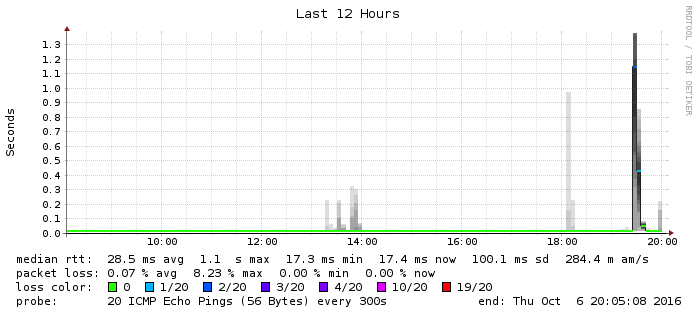 Last 12 Hours
RRDTOOL / TOBI OETIKER
Seconds
1.3
1.2
1.1
1.0
0.9
0.8
0.7
0.6
0.5
0.4
0.3
0.2
0.1
0.0
10:00 12:00 14:00 16:00 18:00 20:00
median rtt: 28.5 ms avg 1.1 s max 17.3 ms min 17.4 ms now 100.1 ms sd 284.4 m am/s
packet loss: 0.07 % avg 8.23 % max 0.00 % min 0.00 % now
loss color: 0 1/20 2/20 3/20 4/20 10/20 19/20
probe: 20 ICMP Echo Pings (56 Bytes) every 300s end: Thu Oct 6 20:05:08 2016